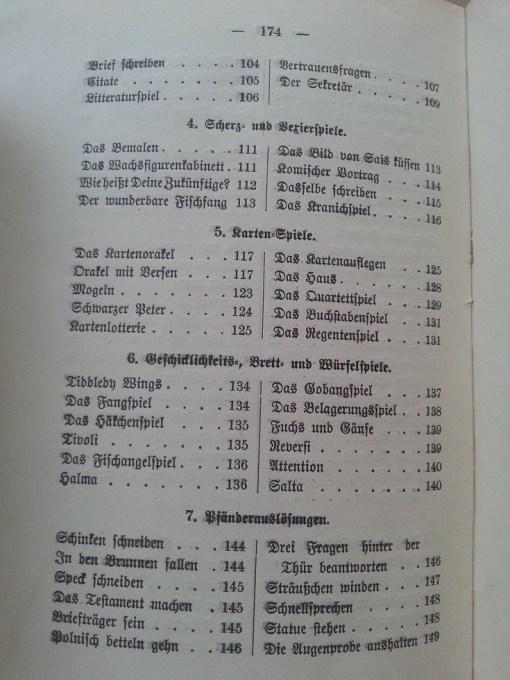 — 174 —
Brief schreiben . . . . 104
Citate . . . . . . 105
Litteraturspiel . . . . . 106
Vertrauensfragen . . . . 107
Der Sekretär . . . . . 109
4. Scherz- und Vexierspiele.
Das Bemalen . . . . 111
Das Wachsfigurenkabinett . 111
Wie heißt Deine Zukünftige? 112
Der wunderbare Fischfang 113
Das Bild von Sais küssen 113
Komischer Vortrag . . . 114
Dasselbe schreiben . . . 115
Das Kranichspiel . . . . 116
5. Karten-Spiele.
Das Kartenorakel . . . 117
Orakel mit Versen . . . 117
Mogeln . . . . . . . 123
Schwarzer Peter . . . . 124
Kartenlotterie . . . . . 125
Das Kartenauflegen . . 125
Das Haus . . . . . . 128
Das Quartettspiel . . . 129
Das Buchstabenspiel . . 131
Das Regentenspiel . . . 131
6. Geschicklichkeits-, Brett- und Würfelspiele.
Tiddledy Wings . . . . 134
Das Fangspiel . . . . 134
Das Häkchenspiel . . . 135
Tivoli . . . . . . . 135
Das Fischangelspiel . . . 136
Halma . . . . . . . 136
Das Gobangspiel . . . 137
Das Belagerungsspiel . . 138
Fuchs und Gänse . . . 139
Reversi . . . . . . . 139
Attention . . . . . . 140
Salta . . . . . . . 140
7. Pfänderauslösungen.
Schinken schneiden . . . 144
In den Brunnen fallen . . 144
Speck schneiden . . . . 145
Das Testament machen . 145
Briefträger sein . . . . 145
Polnisch betteln gehn . . 146
Drei Fragen hinter der
Thür beantworten . . 146
Sträußchen winden . . . 147
Schnellsprechen . . . . 148
Statue stehen . . . . . 148
Die Augenprobe anshalten 149